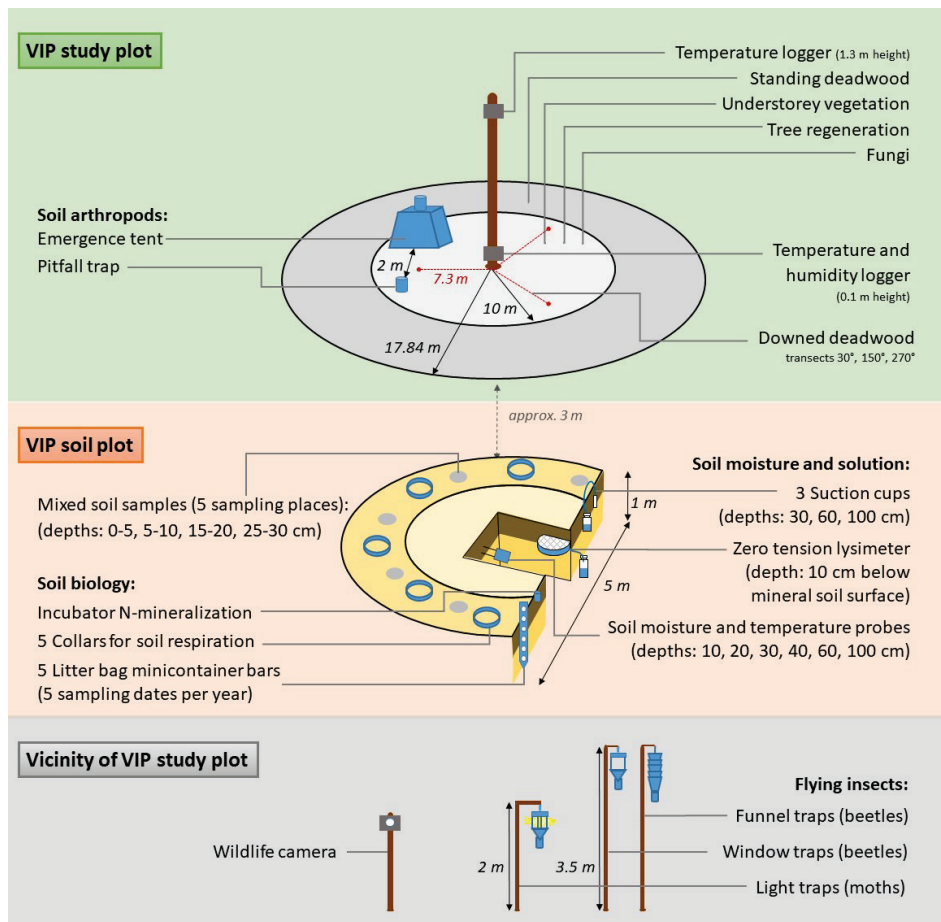 VIP study plot
Temperature logger (1.3 m height)
Standing deadwood
Understorey vegetation
Tree regeneration
Fungi
Soil arthropods:
Emergence tent
Pitfall trap
2 m
7.3 m
10 m
17.84 m
Temperature and
humidity logger
(0.1 m height)
Downed deadwood
transects 30°, 150°, 270°
approx. 3 m
VIP soil plot
Mixed soil samples (5 sampling places):
(depths: 0-5, 5-10, 15-20, 25-30 cm)
Soil biology:
Incubator N-mineralization
5 Collars for soil respiration
5 Litter bag minicontainer bars
(5 sampling dates per year)
1 m
5 m
Soil moisture and solution:
3 Suction cups
(depths: 30, 60, 100 cm)
Zero tension lysimeter
(depth: 10 cm below
mineral soil surface)
Soil moisture and temperature probes
(depths: 10, 20, 30, 40, 60, 100 cm)
Vicinity of VIP study plot
Wildlife camera
2 m
3.5 m
Flying insects:
Funnel traps (beetles)
Window traps (beetles)
Light traps (moths)